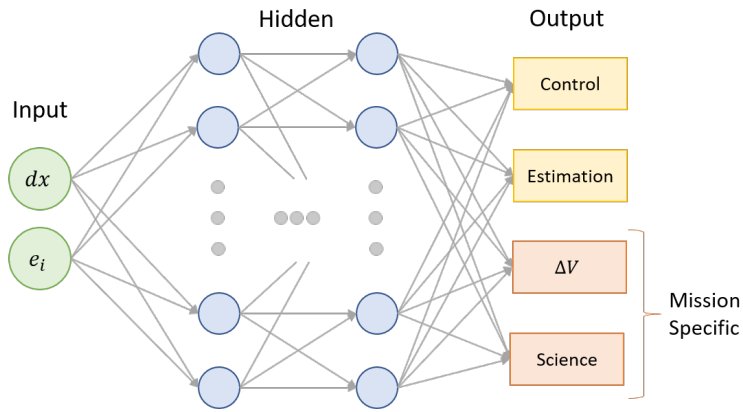 Hidden
Output
Input
Control
dx
Estimation
e_i
ΔV
Mission
Specific
Science